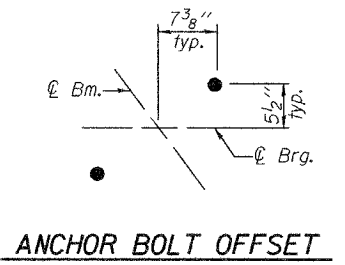 7 3/8"
typ.
℄ Bm.
5 1/2"
typ.
℄ Brg.
ANCHOR BOLT OFFSET